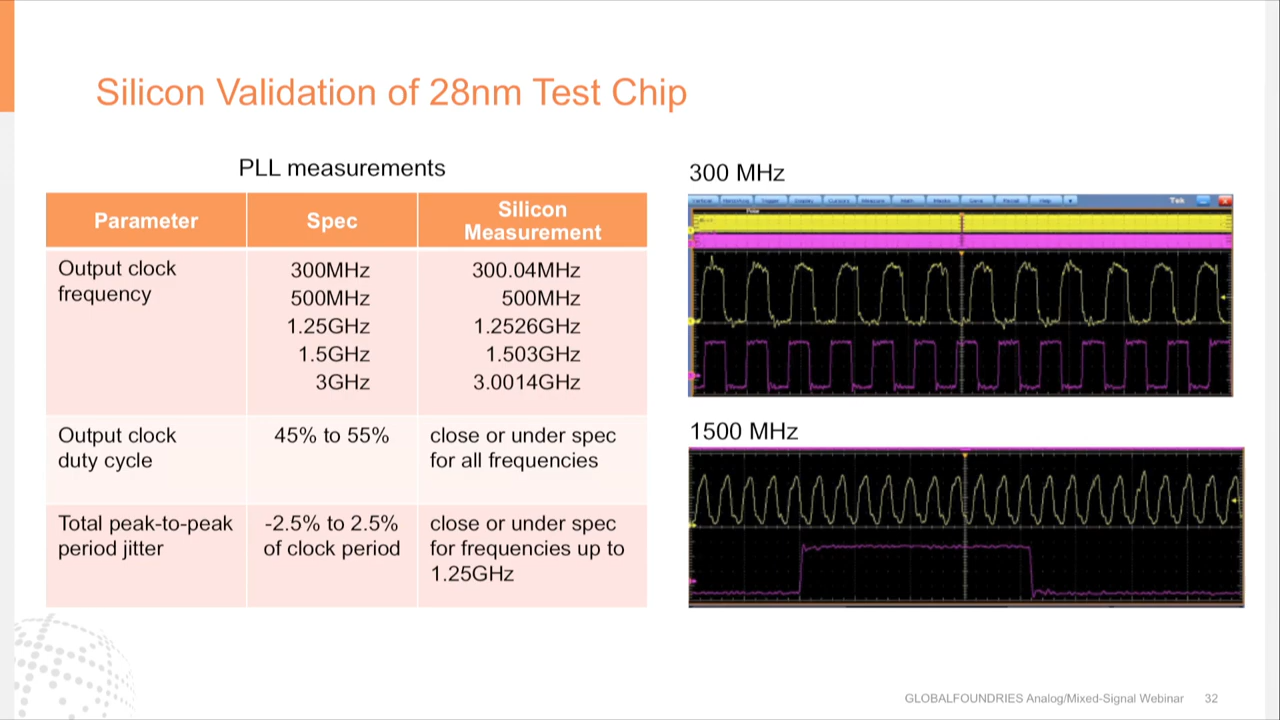 Silicon Validation of 28nm Test Chip
PLL measurements
Parameter
Spec
Silicon
Measurement
Output clock
frequency
300MHz
500MHz
1.25GHz
1.5GHz
3GHz
300.04MHz
500MHz
1.2526GHz
1.503GHz
3.0014GHz
Output clock
duty cycle
45% to 55%
close or under spec
for all frequencies
Total peak-to-peak
period jitter
-2.5% to 2.5%
of clock period
close or under spec
for frequencies up to
1.25GHz
300 MHz
Tek
1500 MHz
GLOBALFOUNDRIES Analog/Mixed-Signal Webinar
32